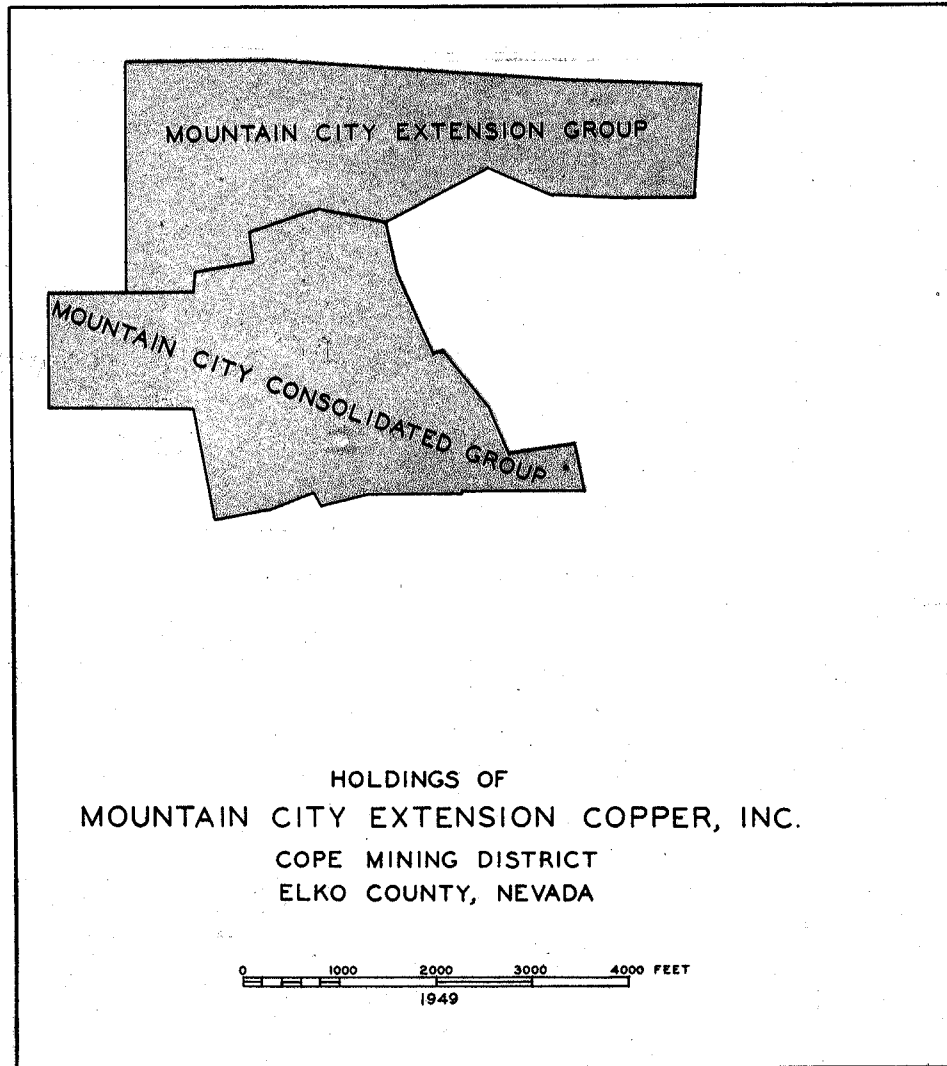 MOUNTAIN CITY EXTENSION GROUP
MOUNTAIN CITY CONSOLIDATED GROUP
HOLDINGS OF
MOUNTAIN CITY EXTENSION COPPER, INC.
COPE MINING DISTRICT
ELKO COUNTY, NEVADA
0 1000 2000 3000 4000 FEET
1949